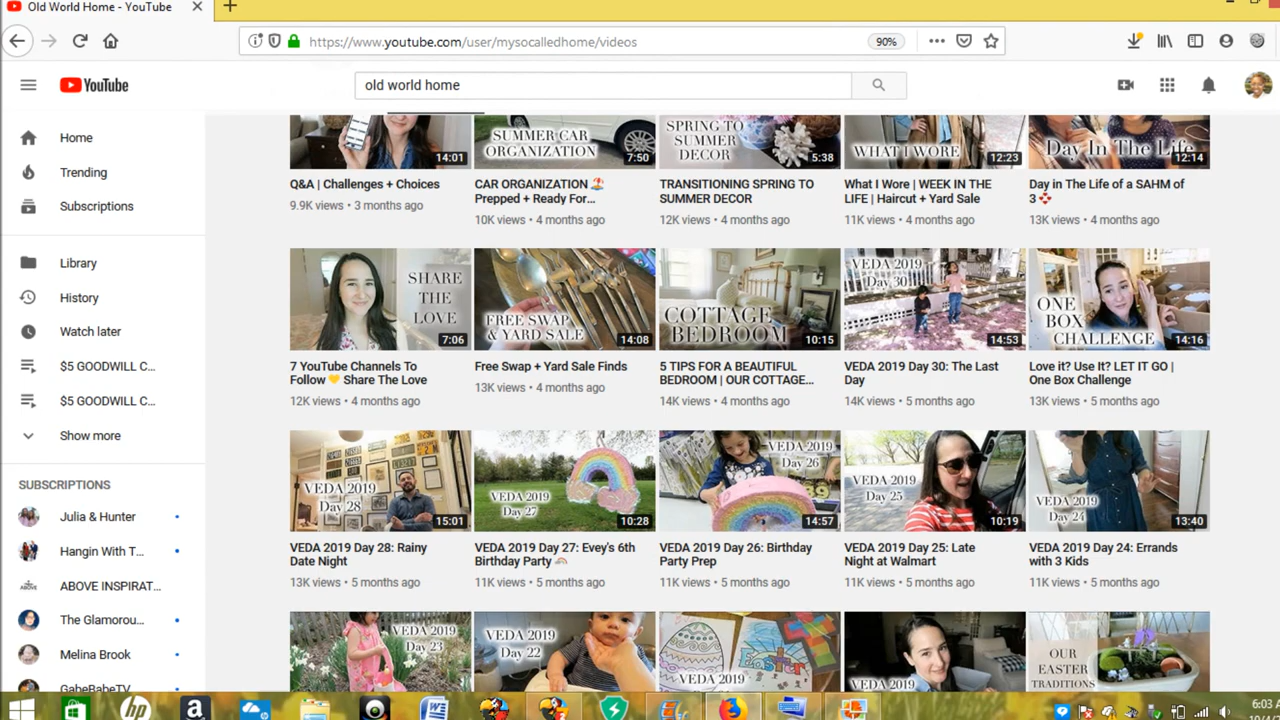 Old World Home - YouTube
https://www.youtube.com/user/mysocalledhome/videos
90%
YouTube
old world home
Home
Trending
Subscriptions
Library
History
Watch later
$5 GOODWILL C...
$5 GOODWILL C...
Show more
SUBSCRIPTIONS
Julia & Hunter
Hangin With T...
ABOVE INSPIRAT...
The Glamorou...
Melina Brook
GabeBabeTV
14:01
SUMMER CAR
ORGANIZATION
7:50
SPRING TO
SUMMER
DECOR
5:38
WHAT I WORE
12:23
Day In The Life
12:14
Q&A | Challenges + Choices
9.9K views • 3 months ago
CAR ORGANIZATION
Prepped + Ready For...
10K views • 4 months ago
TRANSITIONING SPRING TO
SUMMER DECOR
12K views • 4 months ago
What I Wore | WEEK IN THE
LIFE | Haircut + Yard Sale
11K views • 4 months ago
Day in The Life of a SAHM of
3
13K views • 4 months ago
SHARE
THE
LOVE
7:06
FREE SWAP
& YARD SALE
14:08
COTTAGE
BEDROOM
10:15
VEDA 2019
Day 30
14:53
ONE
BOX
CHALLENGE
14:16
7 YouTube Channels To
Follow 💛 Share The Love
12K views • 4 months ago
Free Swap + Yard Sale Finds
13K views • 4 months ago
5 TIPS FOR A BEAUTIFUL
BEDROOM | OUR COTTAGE...
14K views • 4 months ago
VEDA 2019 Day 30: The Last
Day
14K views • 5 months ago
Love it? Use It? LET IT GO |
One Box Challenge
13K views • 5 months ago
VEDA 2019
Day 28
15:01
VEDA 2019
Day 27
10:28
VEDA 2019
Day 26
14:57
VEDA 2019
Day 25
10:19
VEDA 2019
Day 24
13:40
VEDA 2019 Day 28: Rainy
Date Night
13K views • 5 months ago
VEDA 2019 Day 27: Evey's 6th
Birthday Party
11K views • 5 months ago
VEDA 2019 Day 26: Birthday
Party Prep
11K views • 5 months ago
VEDA 2019 Day 25: Late
Night at Walmart
11K views • 5 months ago
VEDA 2019 Day 24: Errands
with 3 Kids
11K views • 5 months ago
VEDA 2019
Day 23
VEDA 2019
Day 22
Easter
VEDA 2019
VEDA 2019
OUR
EASTER
TRADITIONS
hp
6:03